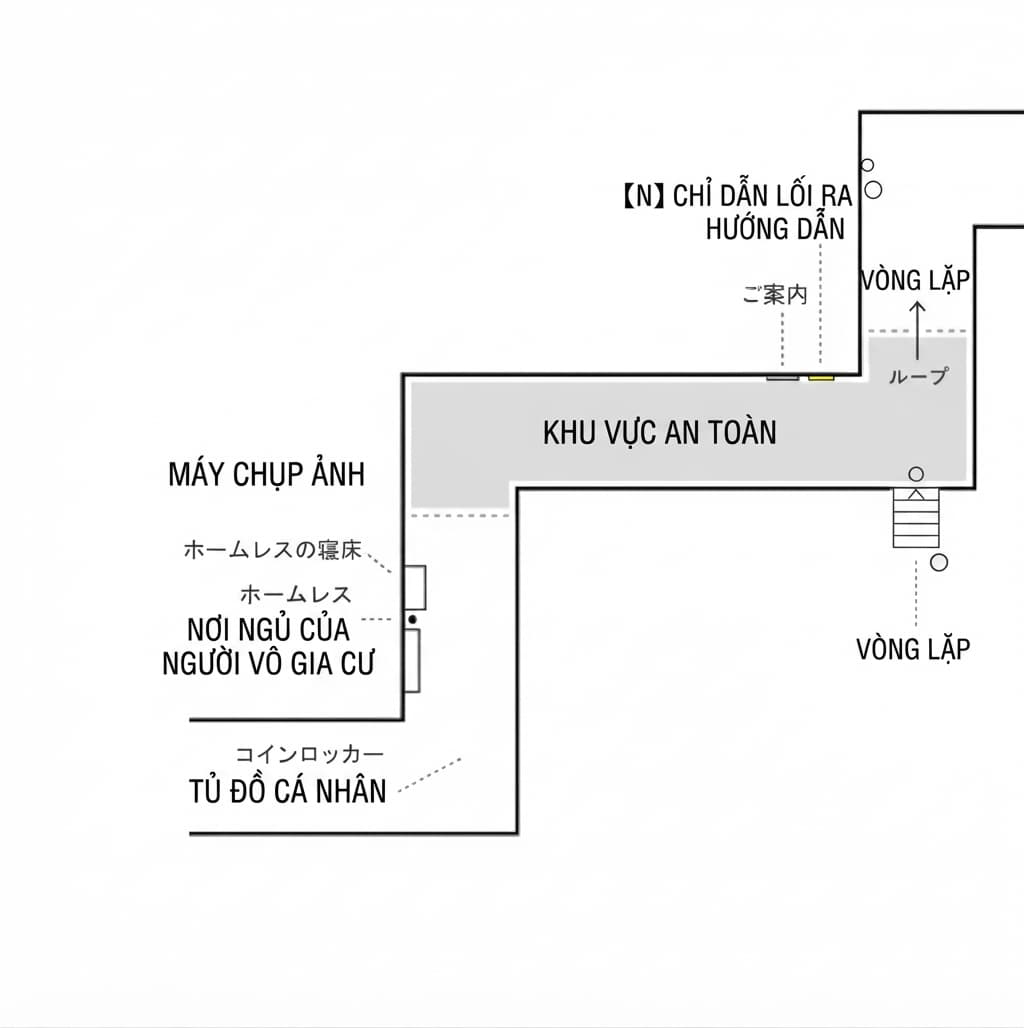 【N】CHỈ DẪN LỐI RA
HƯỚNG DẪN
VÒNG LẶP
ご案内
ループ
KHU VỰC AN TOÀN
MÁY CHỤP ẢNH
ホームレスの寝床
ホームレス
NƠI NGỦ CỦA
NGƯỜI VÔ GIA CƯ
VÒNG LẶP
コインロッカー
TỦ ĐỒ CÁ NHÂN